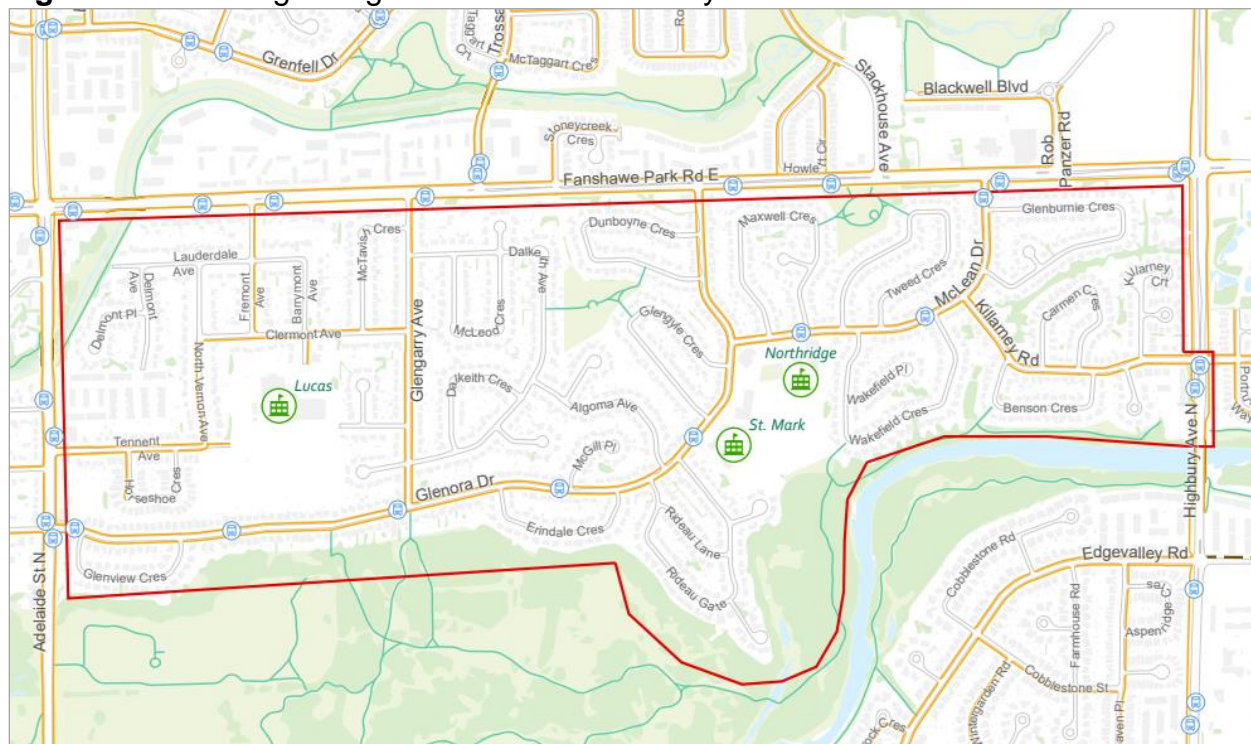 Grenfell Dr
McTaggart Cres
Stackhouse Ave
Blackwell Blvd
Rob
Panzer Rd
Stoneycreek
Cres
Fanshawe Park Rd E
Maxwell Cres
Dunboyne Cres
Glenburnie Cres
Lauderdale
Ave
Delmont
Ave
Delmont Pl
Fremont
Ave
Barrymont
Ave
McTavish Cres
Dalkeith Ave
McLeod Cres
Tweed Cres
McLean Dr
Killarney
Crt
Carmen Cres
Killarney Rd
Clermont Ave
Glengarry Ave
Glengyle Cres
North Vernon Ave
Lucas
Northridge
St. Mark
Dalkeith Cres
Algoma Ave
Wakefield Pl
Wakefield Cres
Benson Cres
Tennent
Ave
Horseshoe
Cres
McGill Pl
Glenora Dr
Erindale Cres
Rideau Lane
Rideau Gate
Glenview Cres
Adelaide St N
Highbury Ave N
Edgevalley Rd
Cobblestone Rd
Farmhouse Rd
Cobblestone St
Wintergarden Rd